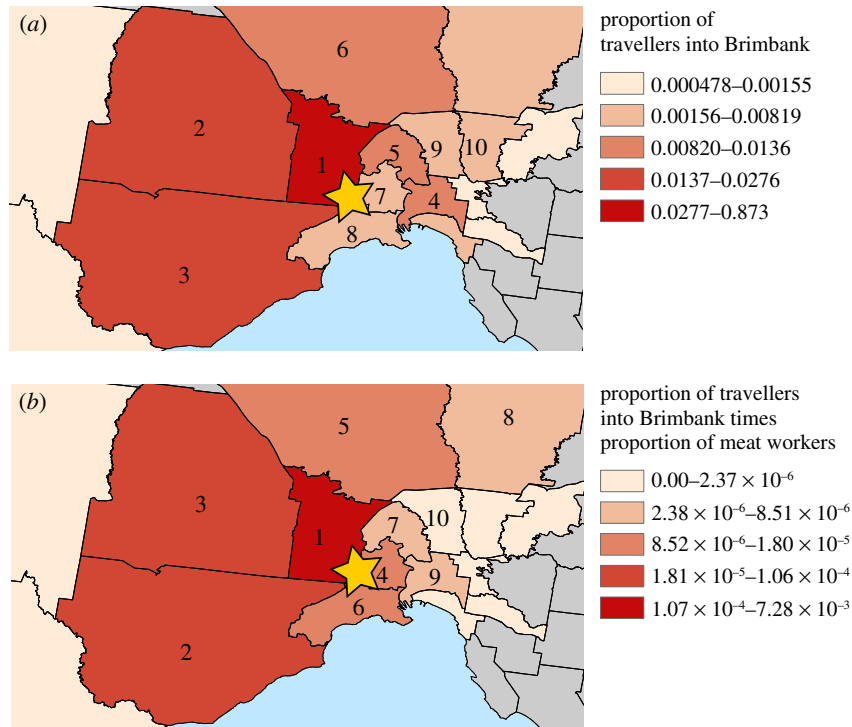 (a)
proportion of
travellers into Brimbank
0.000478–0.00155
0.00156–0.00819
0.00820–0.0136
0.0137–0.0276
0.0277–0.873
6
2
1
5
9
10
7
4
8
3
(b)
proportion of travellers
into Brimbank times
proportion of meat workers
0.00–2.37 × 10⁻⁶
2.38 × 10⁻⁶–8.51 × 10⁻⁶
8.52 × 10⁻⁶–1.80 × 10⁻⁵
1.81 × 10⁻⁵–1.06 × 10⁻⁴
1.07 × 10⁻⁴–7.28 × 10⁻³
5
8
3
1
7
10
4
9
6
2